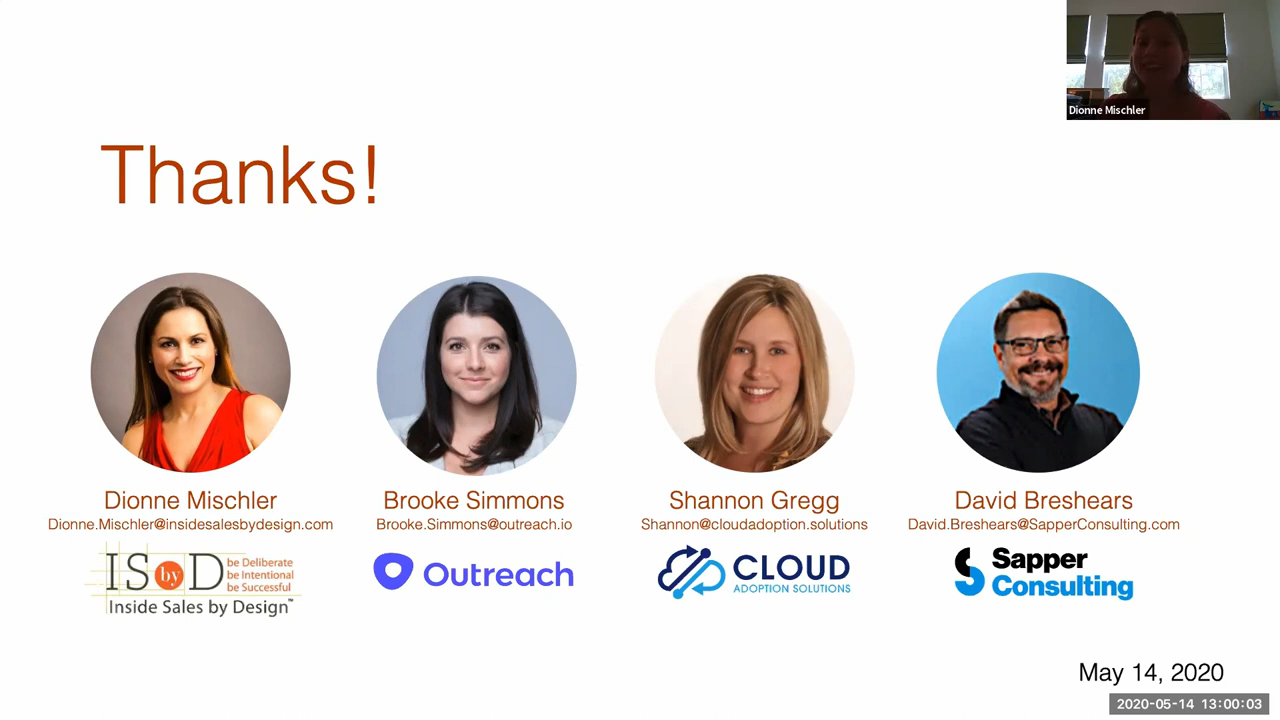 Dionne Mischler
Thanks!
Dionne Mischler
Dionne.Mischler@insidesalesbydesign.com
Brooke Simmons
Brooke.Simmons@outreach.io
Shannon Gregg
Shannon@cloudadoption.solutions
David Breshears
David.Breshears@SapperConsulting.com
IS by D
be Deliberate
be Intentional
be Successful
Inside Sales by Design™
Outreach
CLOUD
ADOPTION SOLUTIONS
Sapper
Consulting
May 14, 2020
2020-05-14 13:00:03